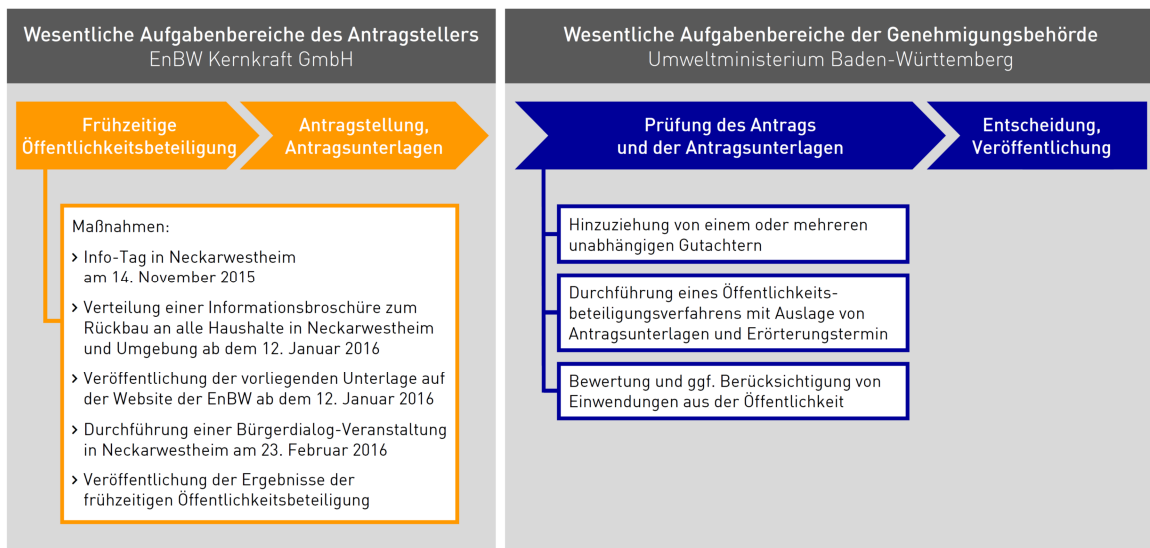 Wesentliche Aufgabenbereiche des Antragstellers
EnBW Kernkraft GmbH
Frühzeitige
Öffentlichkeitsbeteiligung
Antragstellung,
Antragsunterlagen
Maßnahmen:
› Info-Tag in Neckarwestheim
am 14. November 2015
› Verteilung einer Informationsbroschüre zum
Rückbau an alle Haushalte in Neckarwestheim
und Umgebung ab dem 12. Januar 2016
› Veröffentlichung der vorliegenden Unterlage auf
der Website der EnBW ab dem 12. Januar 2016
› Durchführung einer Bürgerdialog-Veranstaltung
in Neckarwestheim am 23. Februar 2016
› Veröffentlichung der Ergebnisse der
frühzeitigen Öffentlichkeitsbeteiligung
Wesentliche Aufgabenbereiche der Genehmigungsbehörde
Umweltministerium Baden-Württemberg
Prüfung des Antrags
und der Antragsunterlagen
Entscheidung,
Veröffentlichung
Hinzuziehung von einem oder mehreren
unabhängigen Gutachtern
Durchführung eines Öffentlichkeits-
beteiligungsverfahrens mit Auslage von
Antragsunterlagen und Erörterungstermin
Bewertung und ggf. Berücksichtigung von
Einwendungen aus der Öffentlichkeit